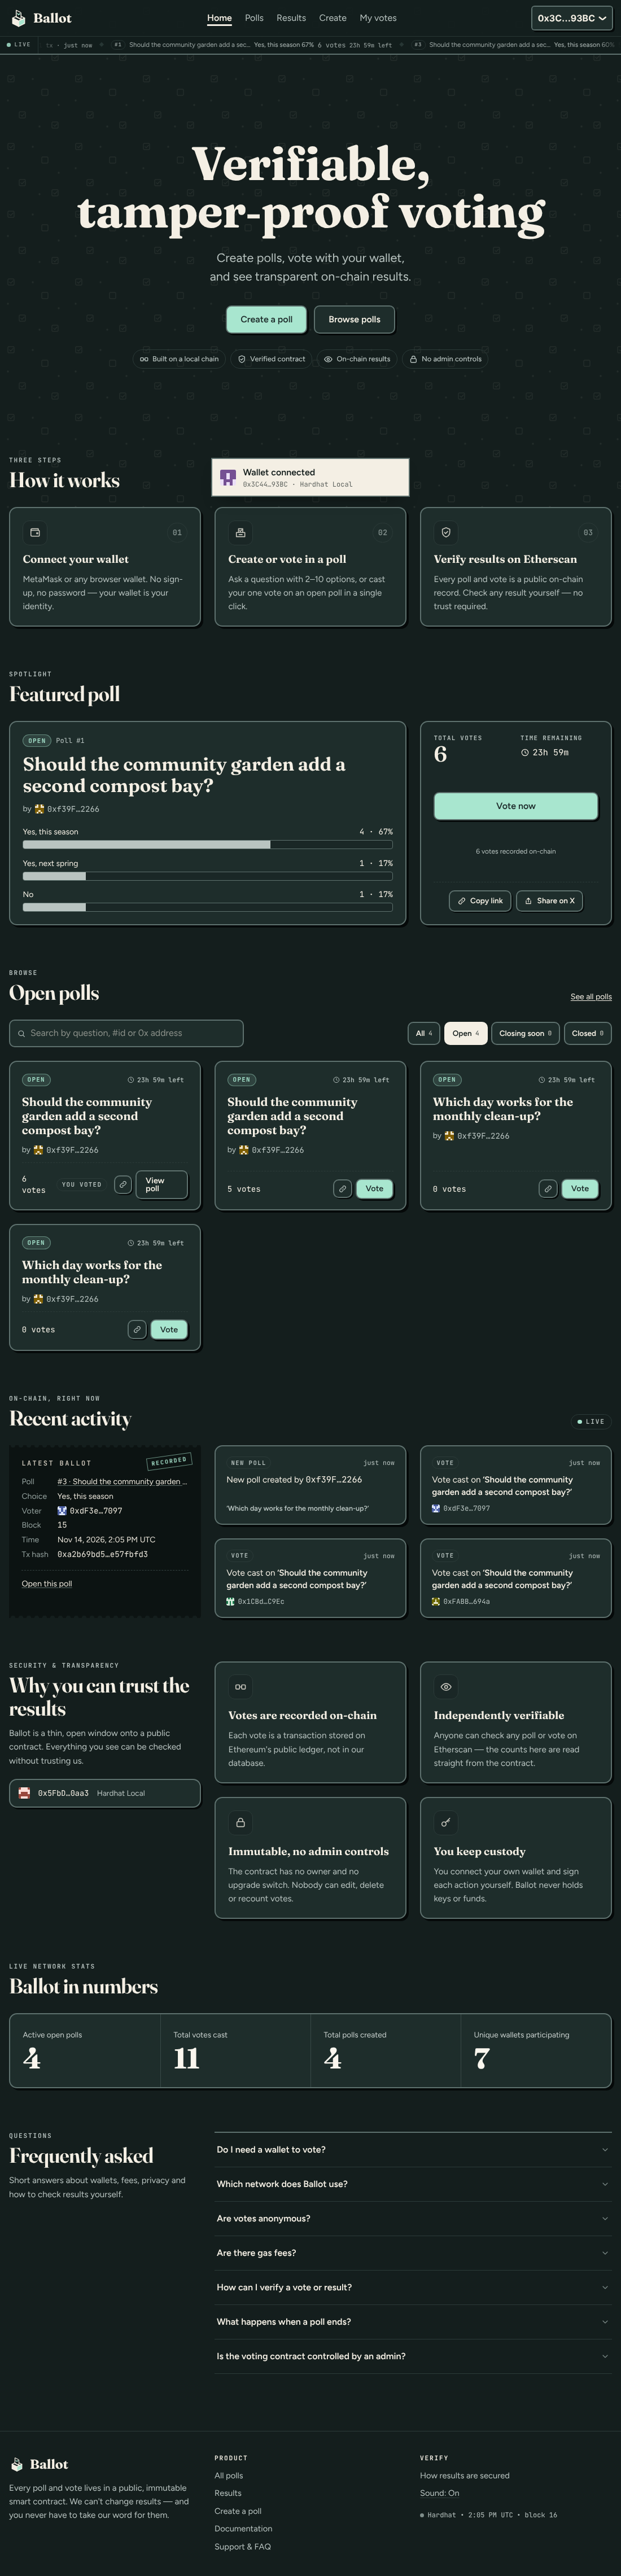 Ballot
Home Polls Results Create My votes
0x3C...93BC
LIVE
tx · just now #1 Should the community garden add a sec... Yes, this season 67% 6 votes 23h 59m left #3 Should the community garden add a sec... Yes, this season 60%
Verifiable,
tamper-proof voting
Create polls, vote with your wallet,
and see transparent on-chain results.
Create a poll Browse polls
Built on a local chain Verified contract On-chain results No admin controls
THREE STEPS
How it works
Wallet connected
0x3C44…93BC · Hardhat Local
01
Connect your wallet
MetaMask or any browser wallet. No sign-
up, no password — your wallet is your
identity.
02
Create or vote in a poll
Ask a question with 2–10 options, or cast
your one vote on an open poll in a single
click.
03
Verify results on Etherscan
Every poll and vote is a public on-chain
record. Check any result yourself — no
trust required.
SPOTLIGHT
Featured poll
OPEN Poll #1
Should the community garden add a
second compost bay?
by 0xf39F…2266
Yes, this season 4 · 67%
Yes, next spring 1 · 17%
No 1 · 17%
TOTAL VOTES
6
TIME REMAINING
23h 59m
Vote now
6 votes recorded on-chain
Copy link Share on X
BROWSE
Open polls
See all polls
Search by question, #id or 0x address
All 4 Open 4 Closing soon 0 Closed 0
OPEN 23h 59m left
Should the community
garden add a second
compost bay?
by 0xf39F…2266
6
votes
YOU VOTED
View
poll
OPEN 23h 59m left
Should the community
garden add a second
compost bay?
by 0xf39F…2266
5 votes Vote
OPEN 23h 59m left
Which day works for the
monthly clean-up?
by 0xf39F…2266
0 votes Vote
OPEN 23h 59m left
Which day works for the
monthly clean-up?
by 0xf39F…2266
0 votes Vote
ON-CHAIN, RIGHT NOW
Recent activity
LIVE
LATEST BALLOT
RECORDED
Poll #3 · Should the community garden …
Choice Yes, this season
Voter 0xdF3e…7097
Block 15
Time Nov 14, 2026, 2:05 PM UTC
Tx hash 0xa2b69bd5…e57fbfd3
Open this poll
NEW POLL just now
New poll created by 0xf39F…2266
'Which day works for the monthly clean-up?'
VOTE just now
Vote cast on 'Should the community
garden add a second compost bay?'
0xdF3e…7097
VOTE just now
Vote cast on 'Should the community
garden add a second compost bay?'
0x1CBd…C9Ec
VOTE just now
Vote cast on 'Should the community
garden add a second compost bay?'
0xFABB…694a
SECURITY & TRANSPARENCY
Why you can trust the
results
Ballot is a thin, open window onto a public
contract. Everything you see can be checked
without trusting us.
0x5FbD…0aa3 Hardhat Local
Votes are recorded on-chain
Each vote is a transaction stored on
Ethereum's public ledger, not in our
database.
Independently verifiable
Anyone can check any poll or vote on
Etherscan — the counts here are read
straight from the contract.
Immutable, no admin controls
The contract has no owner and no
upgrade switch. Nobody can edit, delete
or recount votes.
You keep custody
You connect your own wallet and sign
each action yourself. Ballot never holds
keys or funds.
LIVE NETWORK STATS
Ballot in numbers
Active open polls
4
Total votes cast
11
Total polls created
4
Unique wallets participating
7
QUESTIONS
Frequently asked
Short answers about wallets, fees, privacy and
how to check results yourself.
Do I need a wallet to vote?
Which network does Ballot use?
Are votes anonymous?
Are there gas fees?
How can I verify a vote or result?
What happens when a poll ends?
Is the voting contract controlled by an admin?
Ballot
Every poll and vote lives in a public, immutable
smart contract. We can't change results — and
you never have to take our word for them.
PRODUCT
All polls
Results
Create a poll
Documentation
Support & FAQ
VERIFY
How results are secured
Sound: On
Hardhat • 2:05 PM UTC • block 16